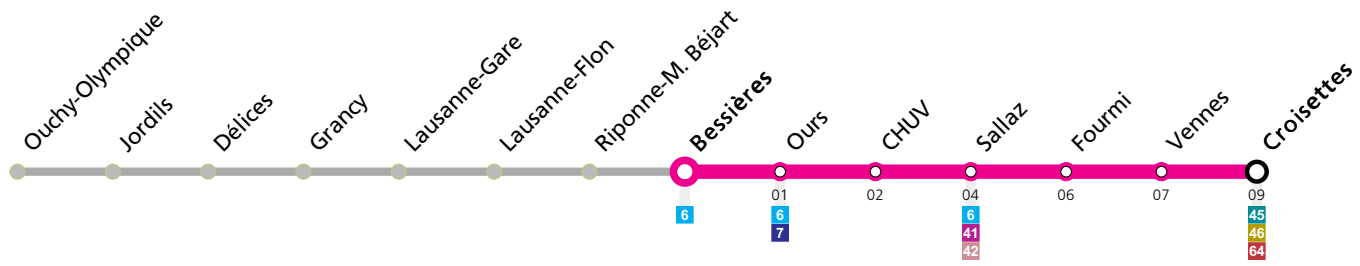 Ouchy-Olympique
Jordils
Délices
Grancy
Lausanne-Gare
Lausanne-Flon
Riponne-M. Béjart
Bessières
Ours
CHUV
Sallaz
Fourmi
Vennes
Croisettes
01 02 04 06 07 09
6 6 6 45
7 41 46
42 64